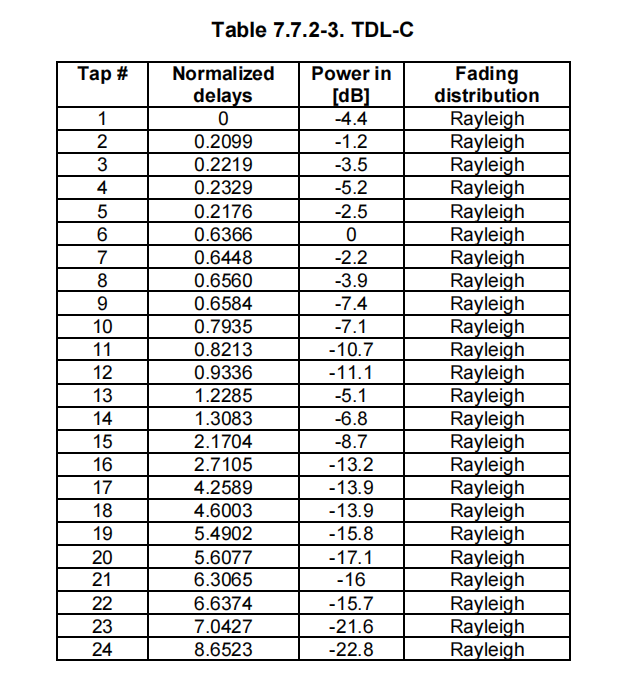 Table 7.7.2-3. TDL-C
Tap # Normalized delays Power in [dB] Fading distribution
1 0 -4.4 Rayleigh
2 0.2099 -1.2 Rayleigh
3 0.2219 -3.5 Rayleigh
4 0.2329 -5.2 Rayleigh
5 0.2176 -2.5 Rayleigh
6 0.6366 0 Rayleigh
7 0.6448 -2.2 Rayleigh
8 0.6560 -3.9 Rayleigh
9 0.6584 -7.4 Rayleigh
10 0.7935 -7.1 Rayleigh
11 0.8213 -10.7 Rayleigh
12 0.9336 -11.1 Rayleigh
13 1.2285 -5.1 Rayleigh
14 1.3083 -6.8 Rayleigh
15 2.1704 -8.7 Rayleigh
16 2.7105 -13.2 Rayleigh
17 4.2589 -13.9 Rayleigh
18 4.6003 -13.9 Rayleigh
19 5.4902 -15.8 Rayleigh
20 5.6077 -17.1 Rayleigh
21 6.3065 -16 Rayleigh
22 6.6374 -15.7 Rayleigh
23 7.0427 -21.6 Rayleigh
24 8.6523 -22.8 Rayleigh